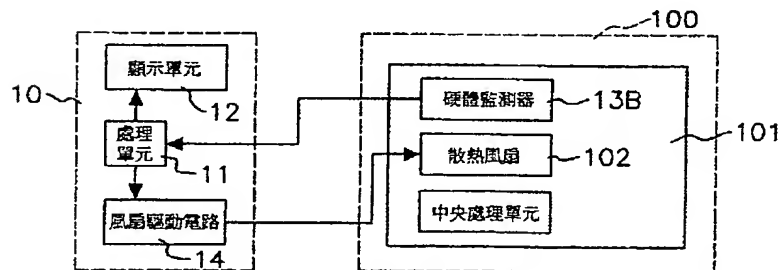 100
顯示單元
12
10
處理
單元
11
風扇驅動電路
14
硬體監測器
13B
101
散熱風扇
102
中央處理單元